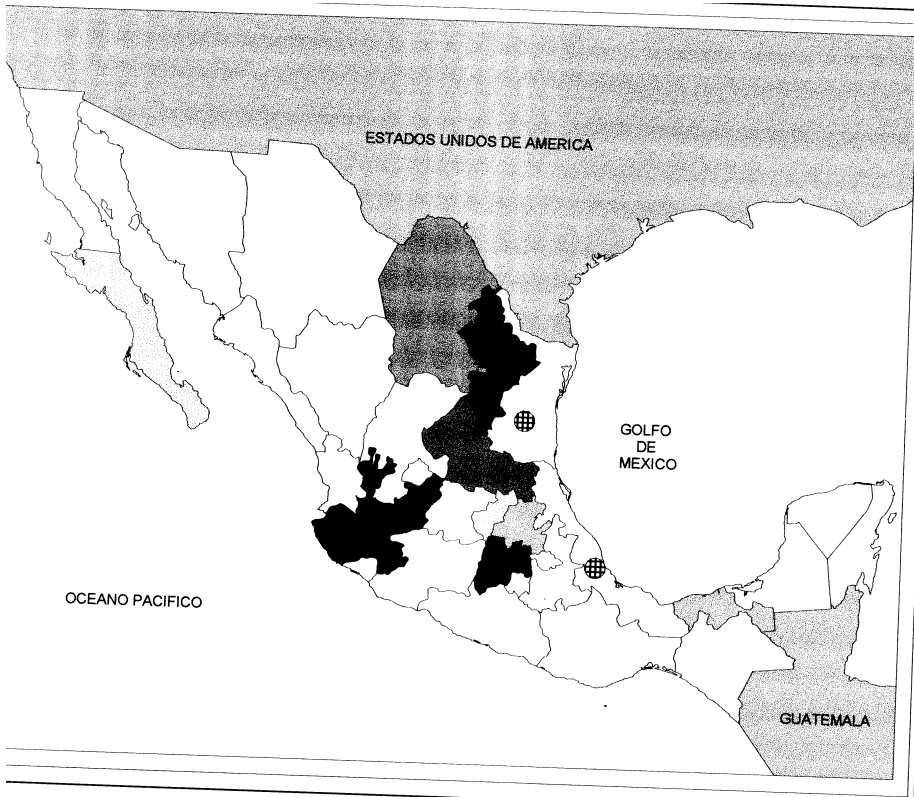 ESTADOS UNIDOS DE AMERICA
GOLFO
DE
MEXICO
OCEANO PACIFICO
GUATEMALA